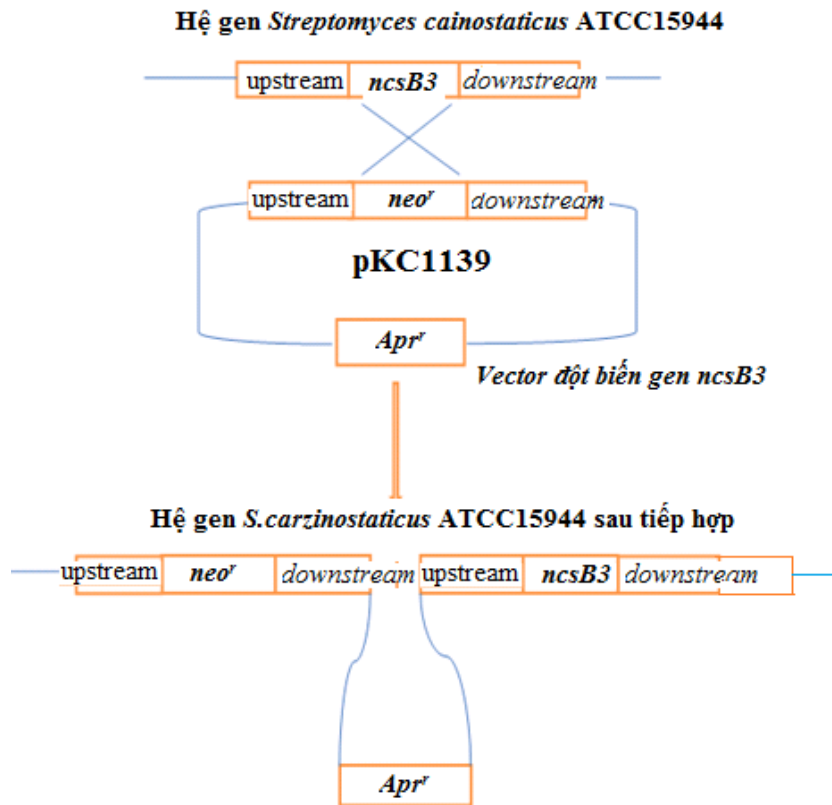 Hệ gen Streptomyces cainostaticus ATCC15944
upstream ncsB3 downstream
upstream neoʳ downstream
pKC1139
Aprʳ
Vector đột biến gen ncsB3
Hệ gen S.carzinostaticus ATCC15944 sau tiếp hợp
upstream neoʳ downstream upstream ncsB3 downstream
Aprʳ